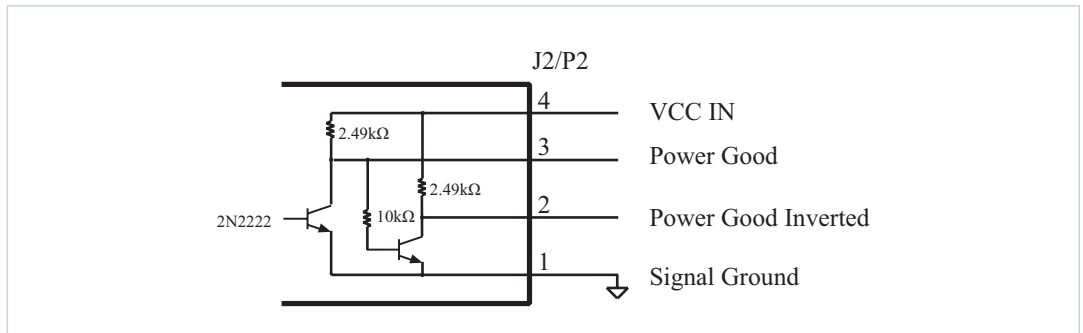 J2/P2
4 VCC IN
2.49kΩ
3 Power Good
2.49kΩ
10kΩ
2 Power Good Inverted
2N2222
1 Signal Ground